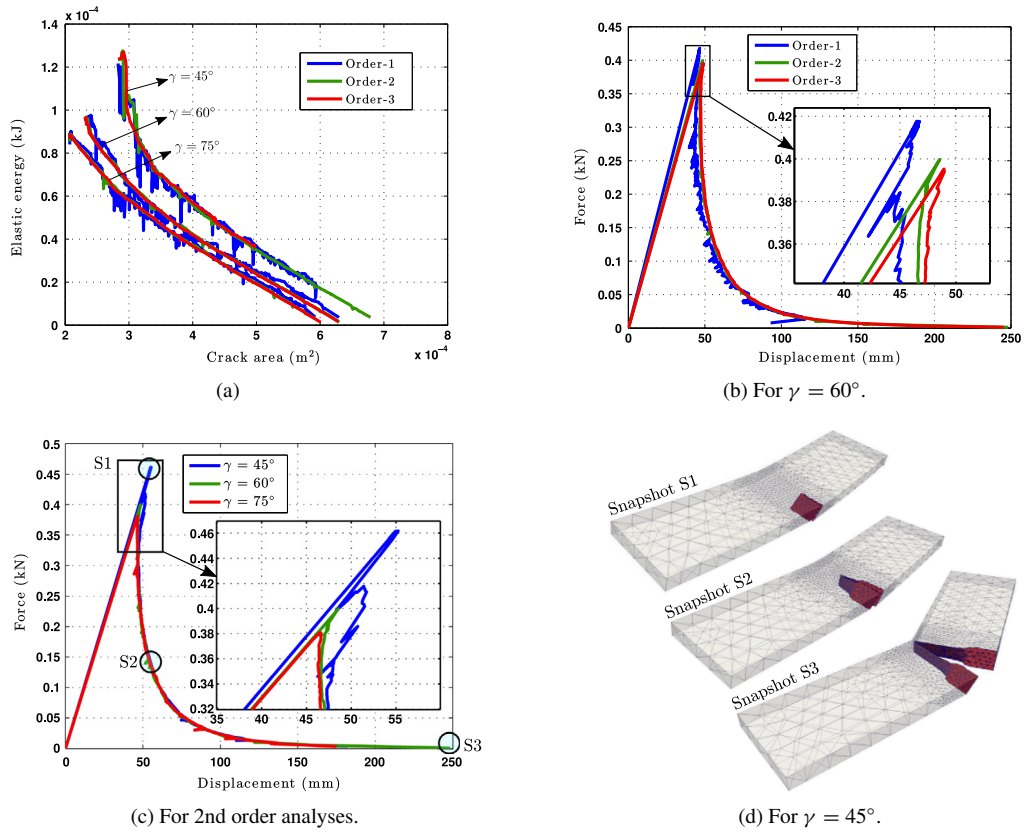 x 10⁻⁴
1.4
1.2
1
0.8
0.6
0.4
0.2
0
2
3
4
5
6
7
8
x 10⁻⁴
Elastic energy (kJ)
Crack area (m²)
Order-1
Order-2
Order-3
γ = 45°
γ = 60°
γ = 75°
(a)
0.45
0.4
0.35
0.3
0.25
0.2
0.15
0.1
0.05
0
0
50
100
150
200
250
Force (kN)
Displacement (mm)
Order-1
Order-2
Order-3
0.42
0.4
0.38
0.36
40
45
50
(b) For γ = 60°.
0.5
0.45
0.4
0.35
0.3
0.25
0.2
0.15
0.1
0.05
0
0
50
100
150
200
250
Force (kN)
Displacement (mm)
S1
S2
S3
γ = 45°
γ = 60°
γ = 75°
0.46
0.44
0.42
0.4
0.38
0.36
0.34
0.32
35
40
45
50
55
(c) For 2nd order analyses.
Snapshot S1
Snapshot S2
Snapshot S3
(d) For γ = 45°.